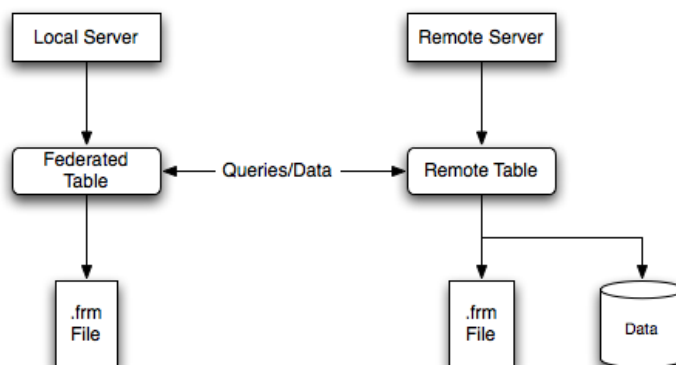 Local Server
Remote Server
Federated
Table
Queries/Data
Remote Table
.frm
File
.frm
File
Data